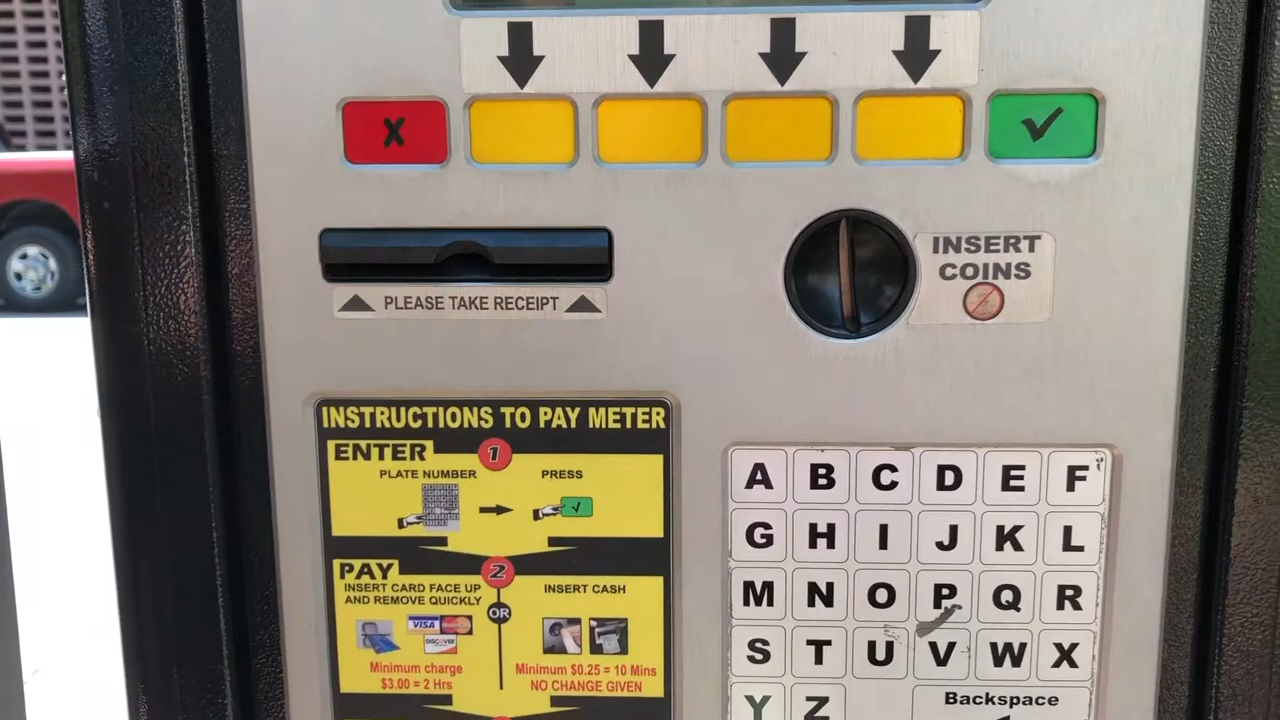 X
✓
INSERT
COINS
PLEASE TAKE RECEIPT
INSTRUCTIONS TO PAY METER
ENTER
1
PLATE NUMBER
PRESS
PAY
2
INSERT CARD FACE UP
AND REMOVE QUICKLY
OR
INSERT CASH
VISA
MasterCard
DISCOVER
Minimum charge
$3.00 = 2 Hrs
Minimum $0.25 = 10 Mins
NO CHANGE GIVEN
A B C D E F
G H I J K L
M N O P Q R
S T U V W X
Y Z
Backspace